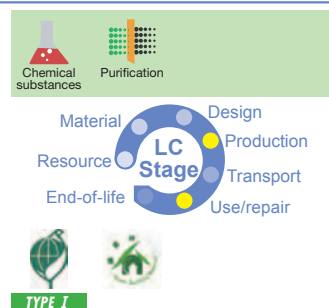 Chemical
substances
Purification
Design
Material
Production
LC
Stage
Resource
Transport
End-of-life
Use/repair
TYPE I